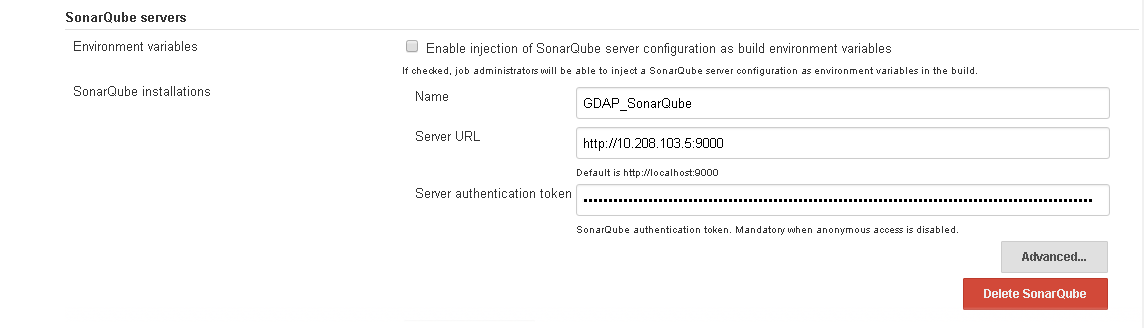 SonarQube servers
Environment variables
Enable injection of SonarQube server configuration as build environment variables
If checked, job administrators will be able to inject a SonarQube server configuration as environment variables in the build.
SonarQube installations
Name
GDAP_SonarQube
Server URL
http://10.208.103.5:9000
Default is http://localhost:9000
Server authentication token
SonarQube authentication token. Mandatory when anonymous access is disabled.
Advanced...
Delete SonarQube